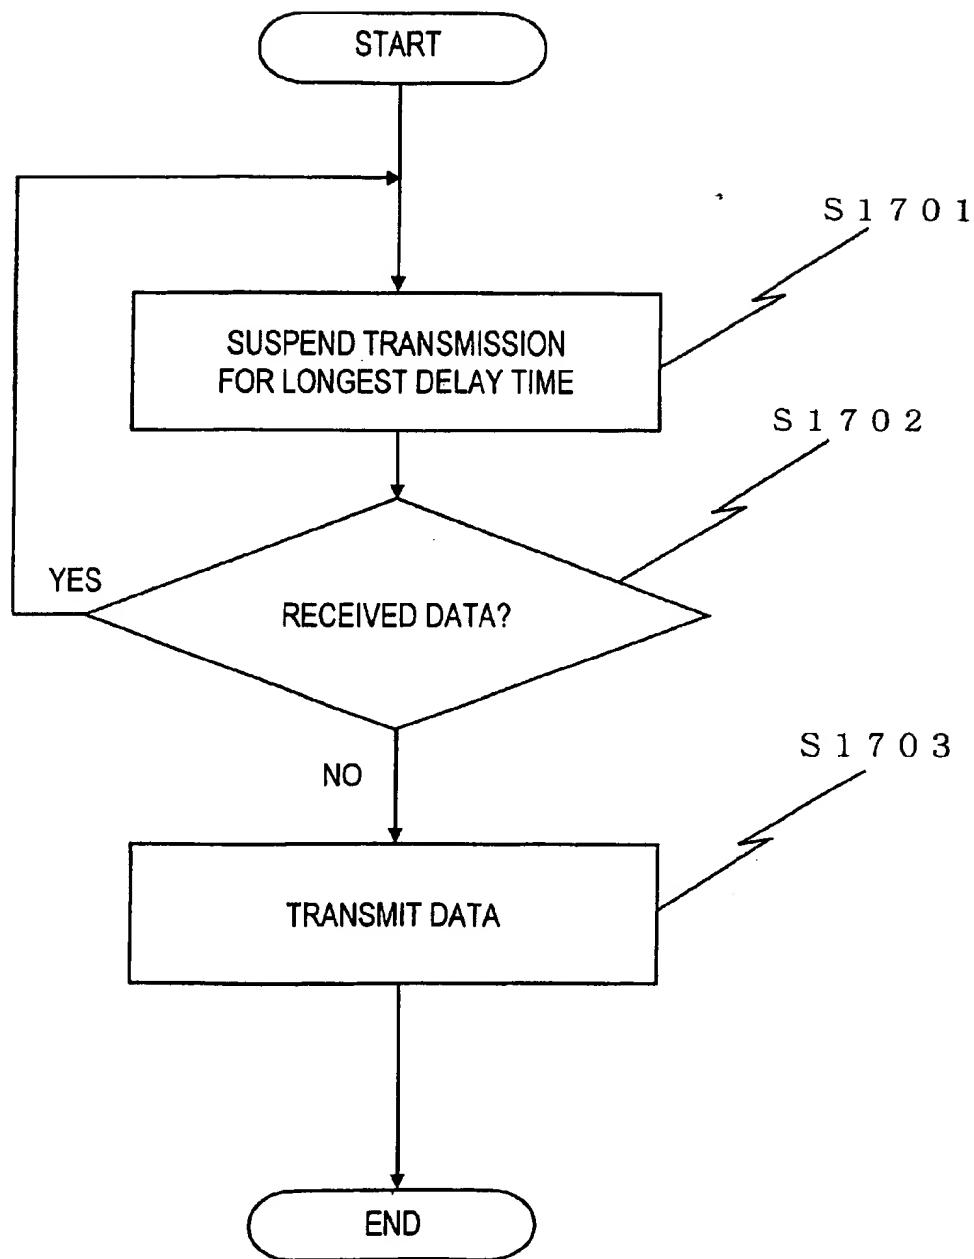 START
S1701
SUSPEND TRANSMISSION
FOR LONGEST DELAY TIME
S1702
YES
RECEIVED DATA?
S1703
NO
TRANSMIT DATA
END